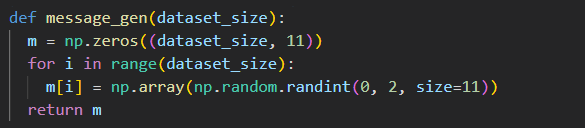 def message_gen(dataset_size):
  m = np.zeros((dataset_size, 11))
  for i in range(dataset_size):
    m[i] = np.array(np.random.randint(0, 2, size=11))
  return m